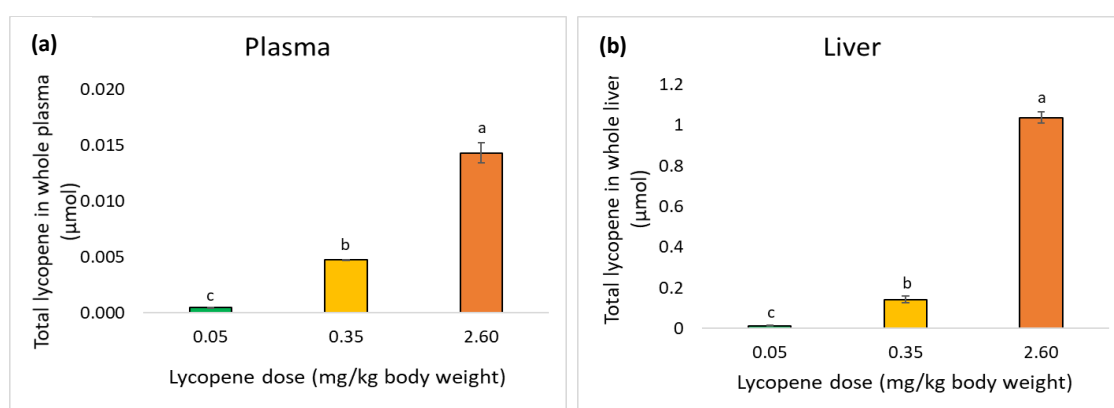 (a)
Plasma
Total lycopene in whole plasma
(µmol)
0.020
0.015
0.010
0.005
0.000
c
b
a
0.05
0.35
2.60
Lycopene dose (mg/kg body weight)
(b)
Liver
Total lycopene in whole liver
(µmol)
1.2
1
0.8
0.6
0.4
0.2
0
c
b
a
0.05
0.35
2.60
Lycopene dose (mg/kg body weight)